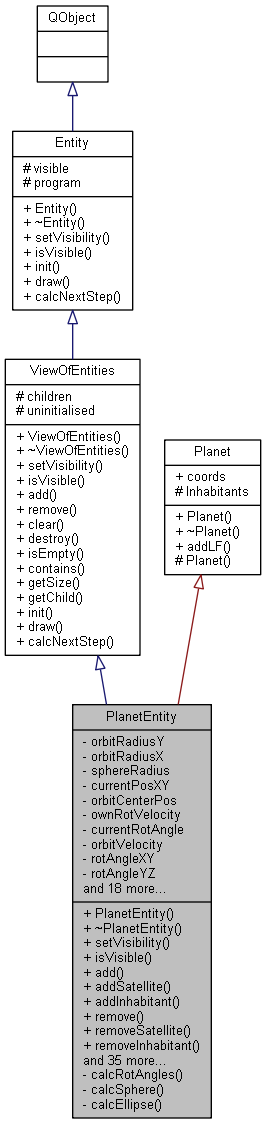 QObject
Entity
# visible
# program
+ Entity()
+ ~Entity()
+ setVisibility()
+ isVisible()
+ init()
+ draw()
+ calcNextStep()
ViewOfEntities
# children
# uninitialised
+ ViewOfEntities()
+ ~ViewOfEntities()
+ setVisibility()
+ isVisible()
+ add()
+ remove()
+ clear()
+ destroy()
+ isEmpty()
+ contains()
+ getSize()
+ getChild()
+ init()
+ draw()
+ calcNextStep()
Planet
+ coords
# Inhabitants
+ Planet()
+ ~Planet()
+ addLF()
# Planet()
PlanetEntity
- orbitRadiusY
- orbitRadiusX
- sphereRadius
- currentPosXY
- orbitCenterPos
- ownRotVelocity
- currentRotAngle
- orbitVelocity
- rotAngleXY
- rotAngleYZ
and 18 more...
+ PlanetEntity()
+ ~PlanetEntity()
+ setVisibility()
+ isVisible()
+ add()
+ addSatellite()
+ addInhabitant()
+ remove()
+ removeSatellite()
+ removeInhabitant()
and 35 more...
- calcRotAngles()
- calcSphere()
- calcEllipse()